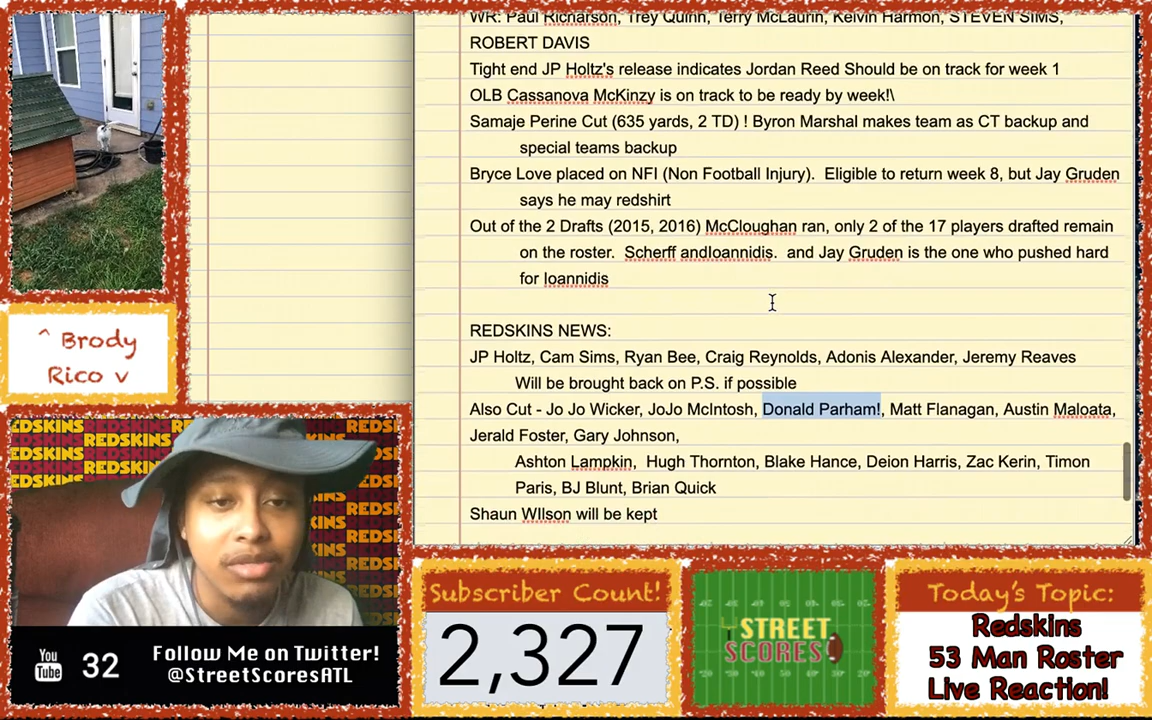 WR: Paul Richarson, Trey Quinn, Terry McLaurin, Kelvin Harmon, STEVEN SIMS,
ROBERT DAVIS
Tight end JP Holtz's release indicates Jordan Reed Should be on track for week 1
OLB Cassanova McKinzy is on track to be ready by week!\
Samaje Perine Cut (635 yards, 2 TD) ! Byron Marshal makes team as CT backup and
special teams backup
Bryce Love placed on NFI (Non Football Injury).  Eligible to return week 8, but Jay Gruden
says he may redshirt
Out of the 2 Drafts (2015, 2016) McCloughan ran, only 2 of the 17 players drafted remain
on the roster.  Scherff andIoannidis.  and Jay Gruden is the one who pushed hard
for Ioannidis
REDSKINS NEWS:
JP Holtz, Cam Sims, Ryan Bee, Craig Reynolds, Adonis Alexander, Jeremy Reaves
Will be brought back on P.S. if possible
Also Cut - Jo Jo Wicker, JoJo McIntosh, Donald Parham!, Matt Flanagan, Austin Maloata,
Jerald Foster, Gary Johnson,
Ashton Lampkin,  Hugh Thornton, Blake Hance, Deion Harris, Zac Kerin, Timon
Paris, BJ Blunt, Brian Quick
Shaun WIlson will be kept
^ Brody
Rico v
EDSKINS REDSKINS REDSKINS
You
Tube
32
Follow Me on Twitter!
@StreetScoresATL
Subscriber Count!
2,327
STREET
SCORES
Today's Topic:
Redskins
53 Man Roster
Live Reaction!